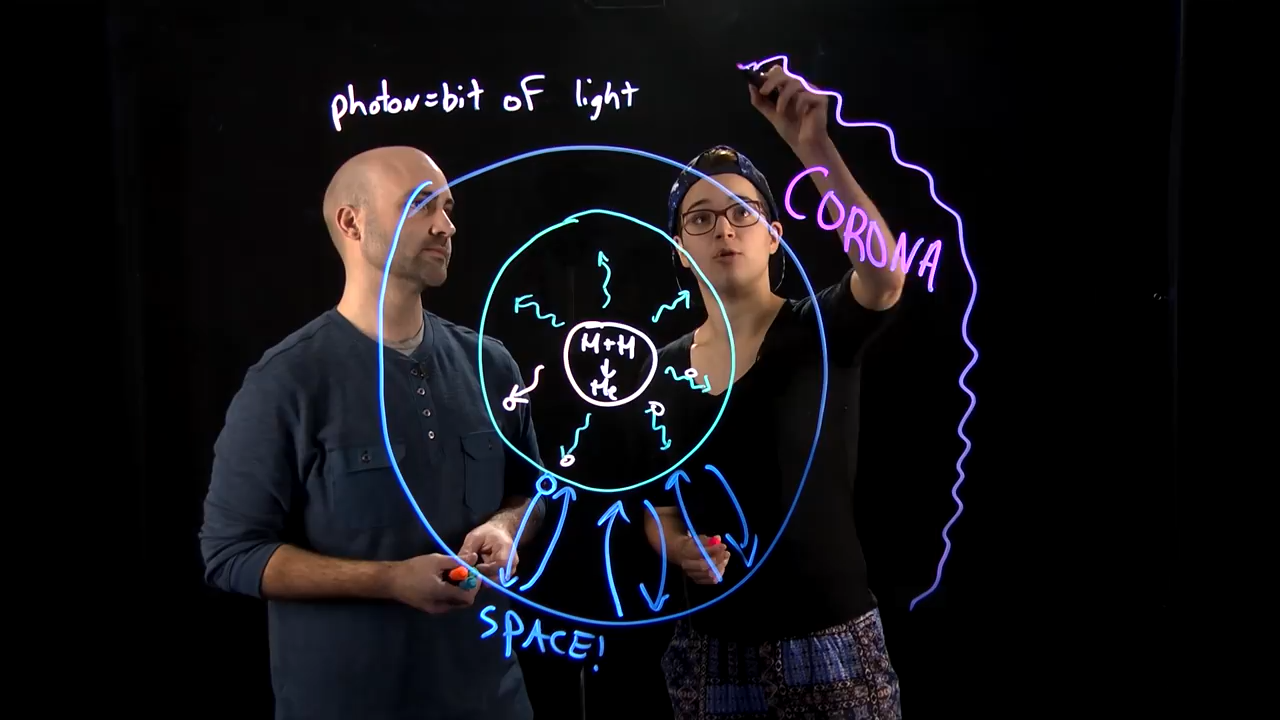 photon=bit of light
CORONA
H+H
↓
He
SPACE!